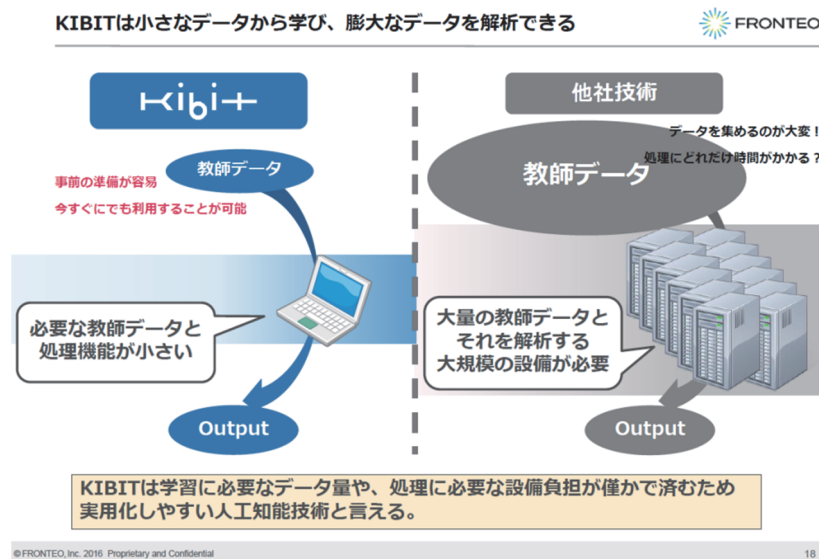 KIBITは小さなデータから学び、膨大なデータを解析できる
FRONTEO
Kibit
教師データ
事前の準備が容易
今すぐにでも利用することが可能
必要な教師データと
処理機能が小さい
Output
他社技術
データを集めるのが大変!
処理にどれだけ時間がかかる?
教師データ
大量の教師データと
それを解析する
大規模の設備が必要
Output
KIBITは学習に必要なデータ量や、処理に必要な設備負担が僅かで済むため
実用化しやすい人工知能技術と言える。
©FRONTEO, Inc. 2016 Proprietary and Confidential
18